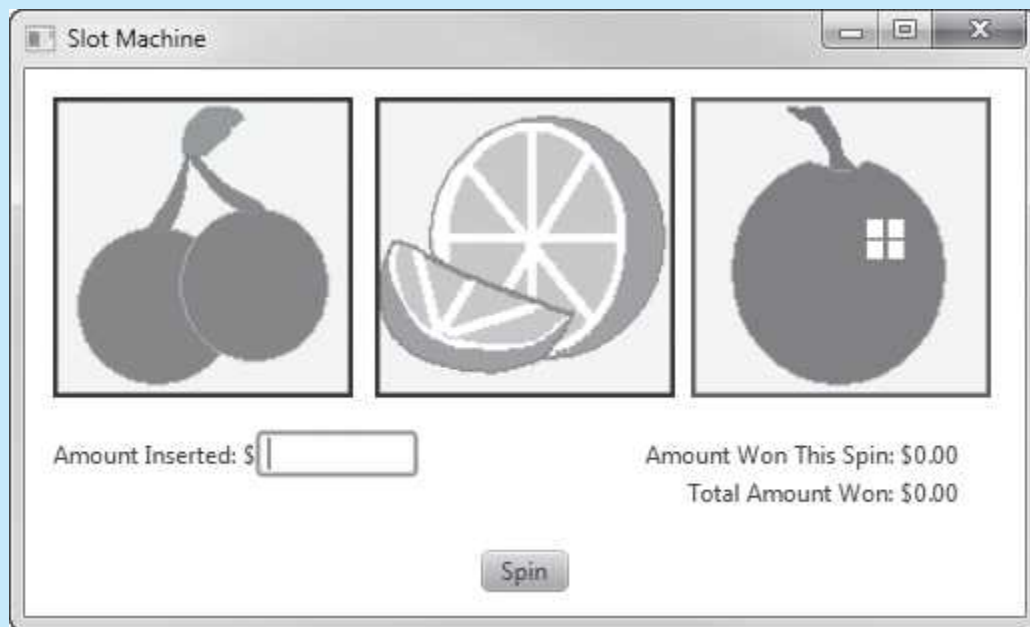 Slot Machine
Amount Inserted: $
Amount Won This Spin: $0.00
Total Amount Won: $0.00
Spin